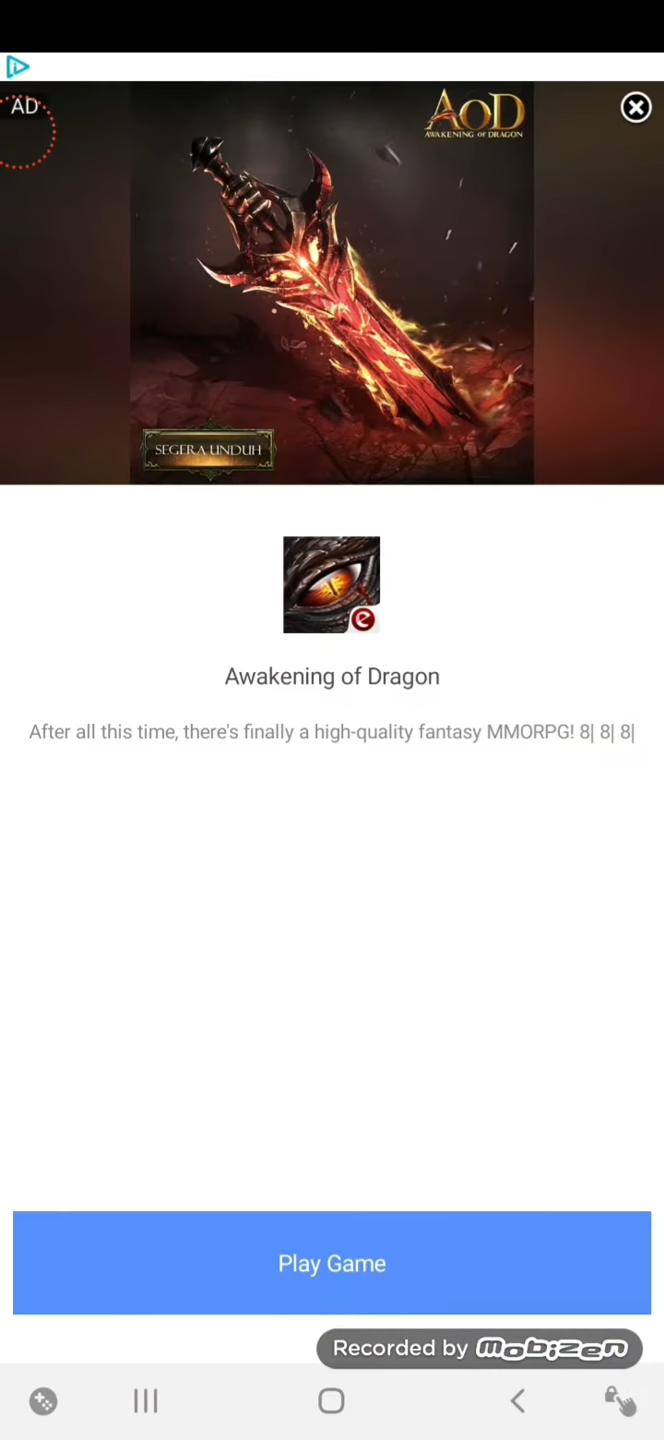 AD
AoD
AWAKENING OF DRAGON
SEGERA UNDUH
Awakening of Dragon
After all this time, there's finally a high-quality fantasy MMORPG! 8| 8| 8|
Play Game
Recorded by mobizen